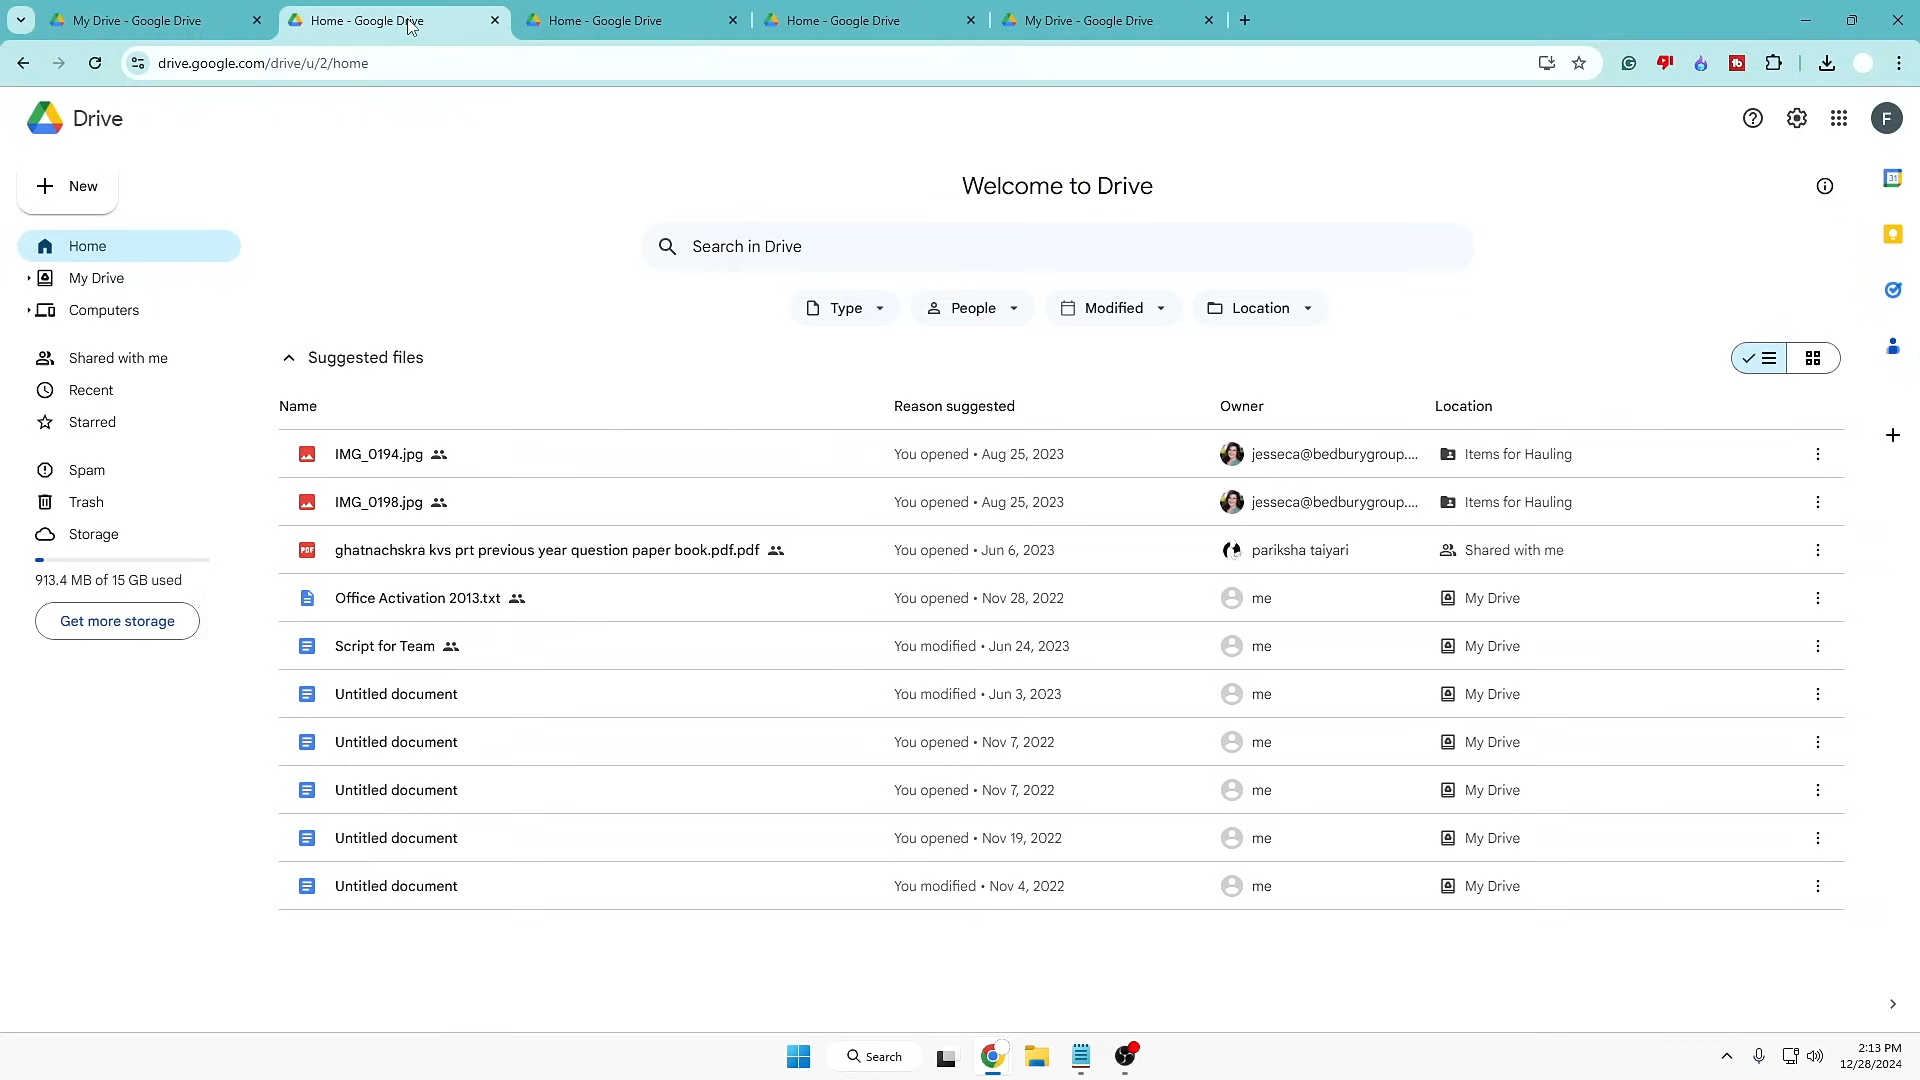 My Drive - Google Drive
Home - Google Drive
Home - Google Drive
Home - Google Drive
My Drive - Google Drive
drive.google.com/drive/u/2/home
Drive
F
New
Welcome to Drive
31
Home
Search in Drive
My Drive
Computers
Type
People
Modified
Location
Shared with me
Suggested files
Recent
Name
Reason suggested
Owner
Location
Starred
IMG_0194.jpg
You opened • Aug 25, 2023
jesseca@bedburygroup....
Items for Hauling
Spam
IMG_0198.jpg
You opened • Aug 25, 2023
jesseca@bedburygroup....
Items for Hauling
Trash
Storage
PDF
ghatnachskra kvs prt previous year question paper book.pdf.pdf
You opened • Jun 6, 2023
pariksha taiyari
Shared with me
913.4 MB of 15 GB used
Office Activation 2013.txt
You opened • Nov 28, 2022
me
My Drive
Get more storage
Script for Team
You modified • Jun 24, 2023
me
My Drive
Untitled document
You modified • Jun 3, 2023
me
My Drive
Untitled document
You opened • Nov 7, 2022
me
My Drive
Untitled document
You opened • Nov 7, 2022
me
My Drive
Untitled document
You opened • Nov 19, 2022
me
My Drive
Untitled document
You modified • Nov 4, 2022
me
My Drive
Search
2:13 PM
12/28/2024